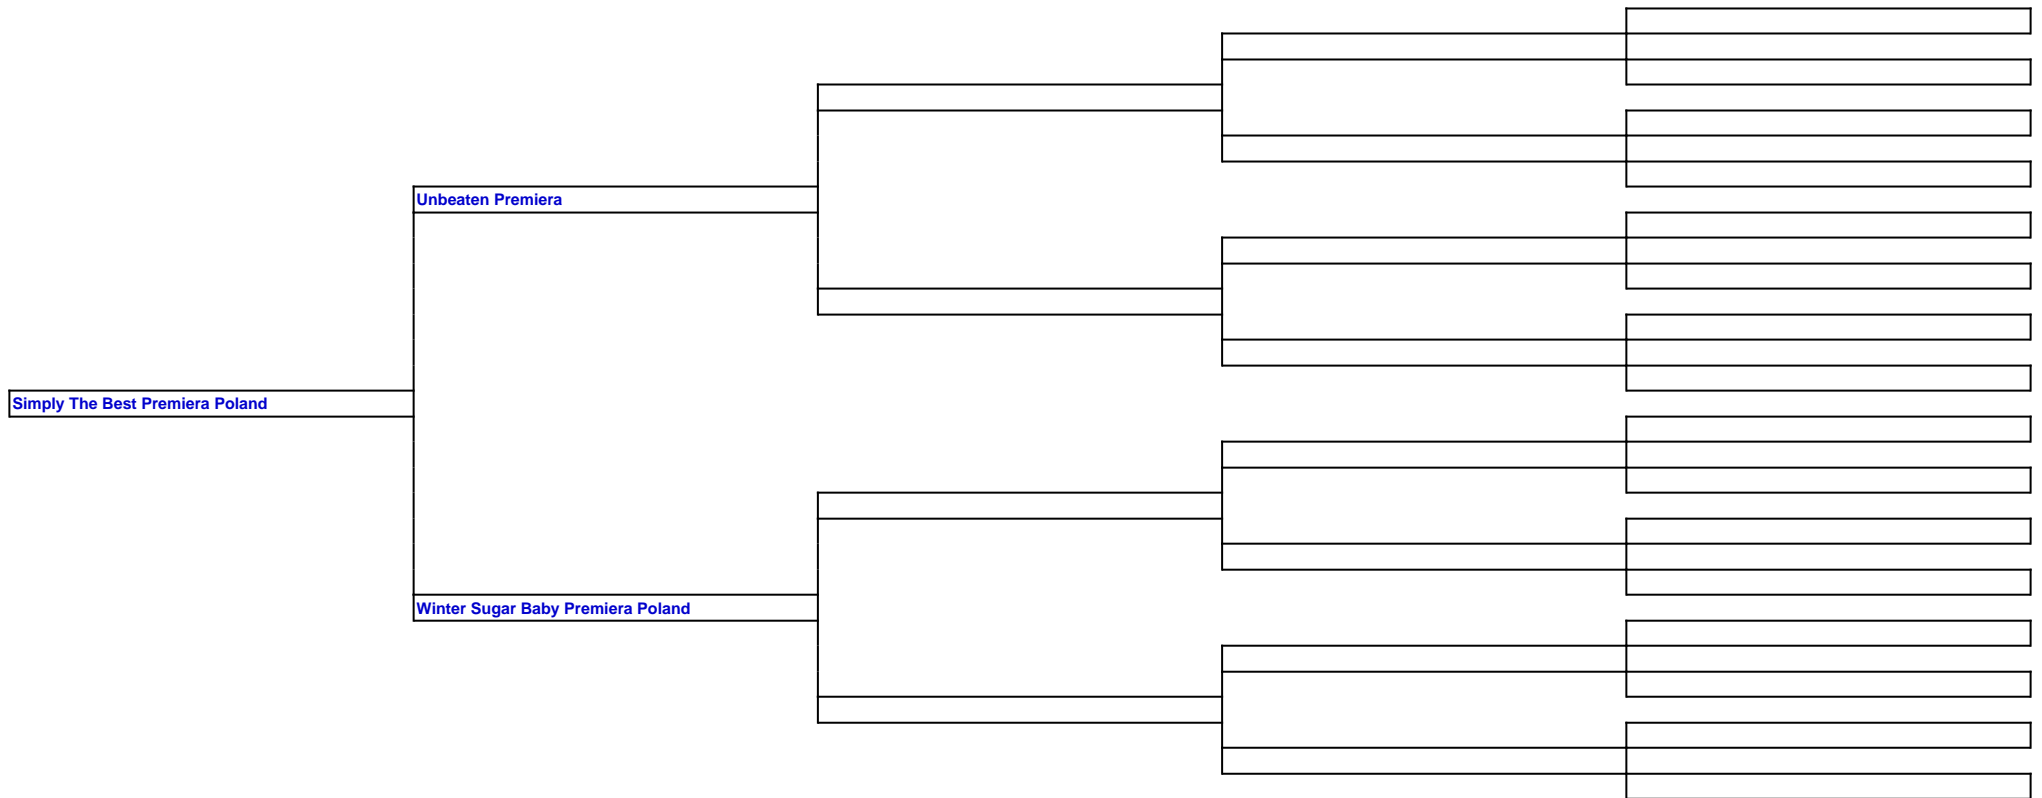 Unbeaten Premiera
Simply The Best Premiera Poland
Winter Sugar Baby Premiera Poland